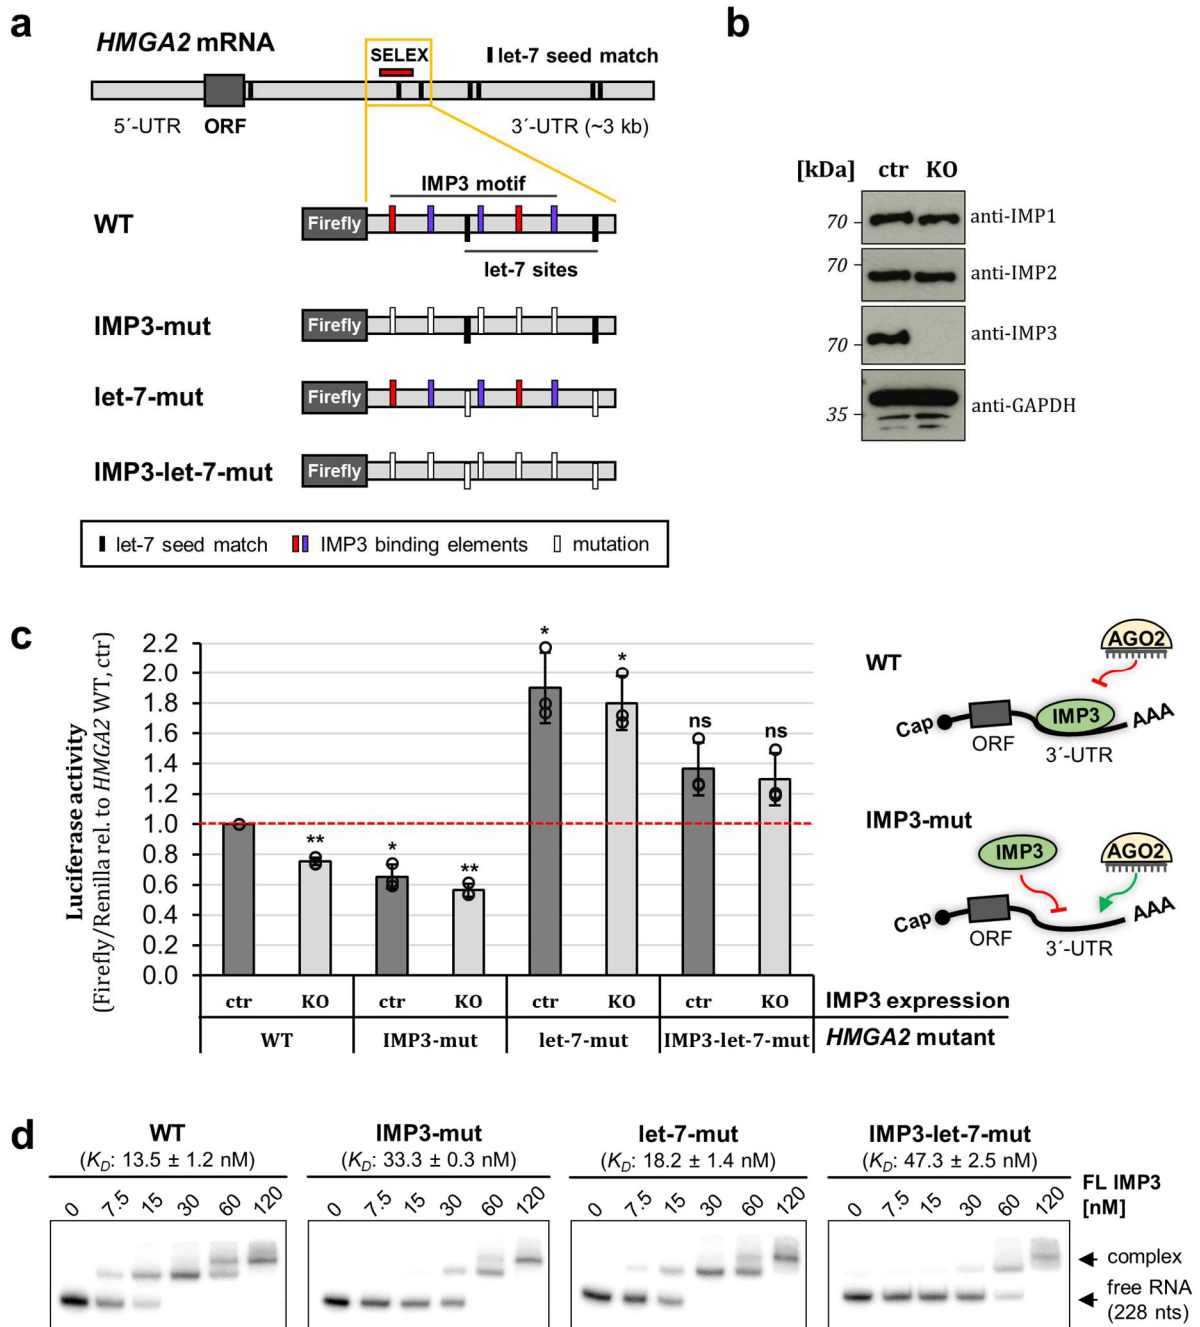 a
HMGA2 mRNA
SELEX
let-7 seed match
5´-UTR
ORF
3´-UTR (~3 kb)
IMP3 motif
WT
Firefly
let-7 sites
IMP3-mut
Firefly
let-7-mut
Firefly
IMP3-let-7-mut
Firefly
let-7 seed match
IMP3 binding elements
mutation
b
[kDa] ctr KO
70
anti-IMP1
70
anti-IMP2
70
anti-IMP3
35
anti-GAPDH
c
Luciferase activity
(Firefly/Renilla rel. to HMGA2 WT, ctr)
2.2
2.0
1.8
1.6
1.4
1.2
1.0
0.8
0.6
0.4
0.2
0.0
**
*
**
*
*
ns
ns
ctr KO ctr KO ctr KO ctr KO IMP3 expression
WT IMP3-mut let-7-mut IMP3-let-7-mut HMGA2 mutant
WT
AGO2
Cap
ORF
IMP3
3´-UTR
AAA
IMP3-mut
IMP3
AGO2
Cap
ORF
3´-UTR
AAA
d
WT
(KD: 13.5 ± 1.2 nM)
0 7.5 15 30 60 120
IMP3-mut
(KD: 33.3 ± 0.3 nM)
0 7.5 15 30 60 120
let-7-mut
(KD: 18.2 ± 1.4 nM)
0 7.5 15 30 60 120
IMP3-let-7-mut
(KD: 47.3 ± 2.5 nM)
0 7.5 15 30 60 120
FL IMP3
[nM]
complex
free RNA
(228 nts)